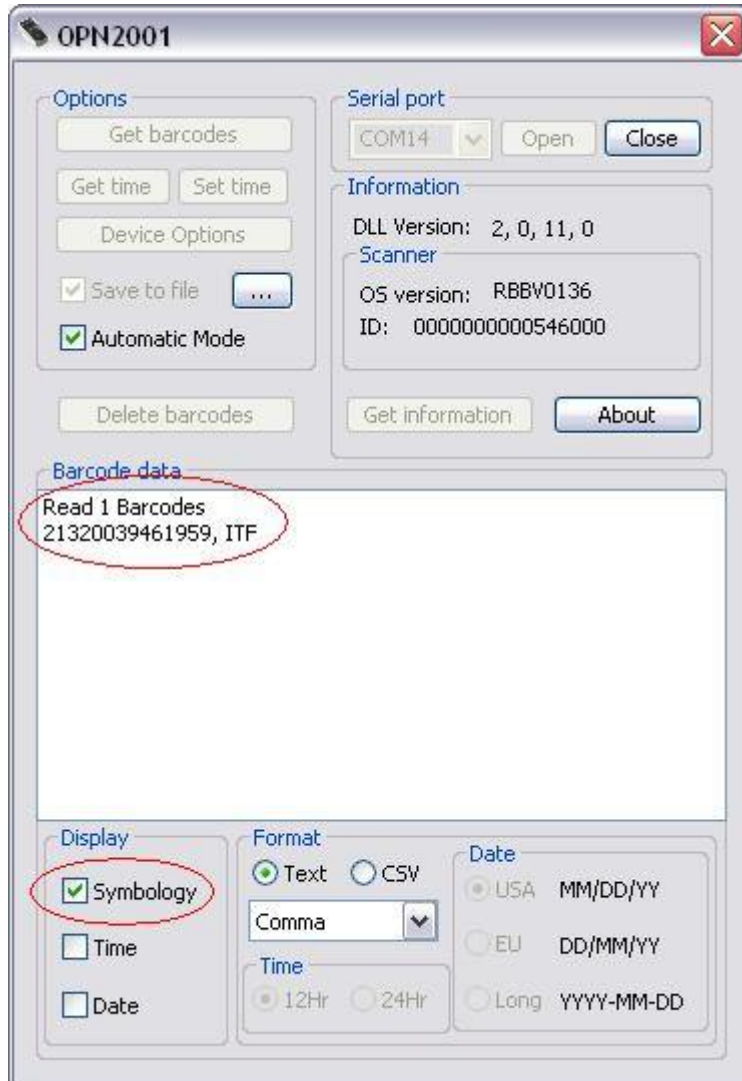 OPN2001
Options
Get barcodes
Get time
Set time
Device Options
Save to file
...
Automatic Mode
Delete barcodes
Serial port
COM14
Open
Close
Information
DLL Version: 2, 0, 11, 0
Scanner
OS version: RBBV0136
ID: 0000000000546000
Get information
About
Barcode data
Read 1 Barcodes
21320039461959, ITF
Display
Symbology
Time
Date
Format
Text
CSV
Comma
Time
12Hr
24Hr
Date
USA MM/DD/YY
EU DD/MM/YY
Long YYYY-MM-DD